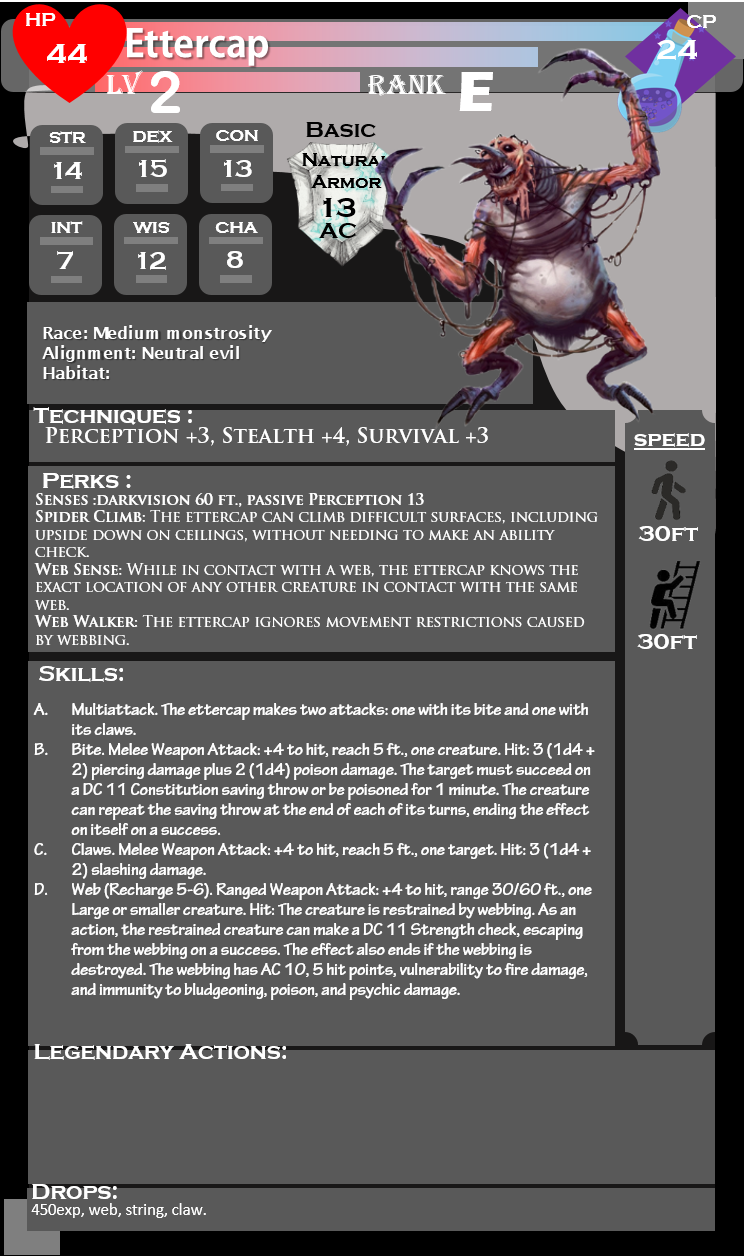 HP
44
Ettercap
CP
24
LV 2
RANK E
STR
14
DEX
15
CON
13
INT
7
WIS
12
CHA
8
Basic
Natural
Armor
13
AC
Race: Medium monstrosity
Alignment: Neutral evil
Habitat:
Techniques :
Perception +3, Stealth +4, Survival +3
Perks :
Senses :darkvision 60 ft., passive Perception 13
Spider Climb: The ettercap can climb difficult surfaces, including
upside down on ceilings, without needing to make an ability
check.
Web Sense: While in contact with a web, the ettercap knows the
exact location of any other creature in contact with the same
web.
Web Walker: The ettercap ignores movement restrictions caused
by webbing.
SPEED
30FT
30FT
Skills:
A. Multiattack. The ettercap makes two attacks: one with its bite and one with
its claws.
B. Bite. Melee Weapon Attack: +4 to hit, reach 5 ft., one creature. Hit: 3 (1d4 +
2) piercing damage plus 2 (1d4) poison damage. The target must succeed on
a DC 11 Constitution saving throw or be poisoned for 1 minute. The creature
can repeat the saving throw at the end of each of its turns, ending the effect
on itself on a success.
C. Claws. Melee Weapon Attack: +4 to hit, reach 5 ft., one target. Hit: 3 (1d4 +
2) slashing damage.
D. Web (Recharge 5-6). Ranged Weapon Attack: +4 to hit, range 30/60 ft., one
Large or smaller creature. Hit: The creature is restrained by webbing. As an
action, the restrained creature can make a DC 11 Strength check, escaping
from the webbing on a success. The effect also ends if the webbing is
destroyed. The webbing has AC 10, 5 hit points, vulnerability to fire damage,
and immunity to bludgeoning, poison, and psychic damage.
Legendary Actions:
Drops:
450exp, web, string, claw.